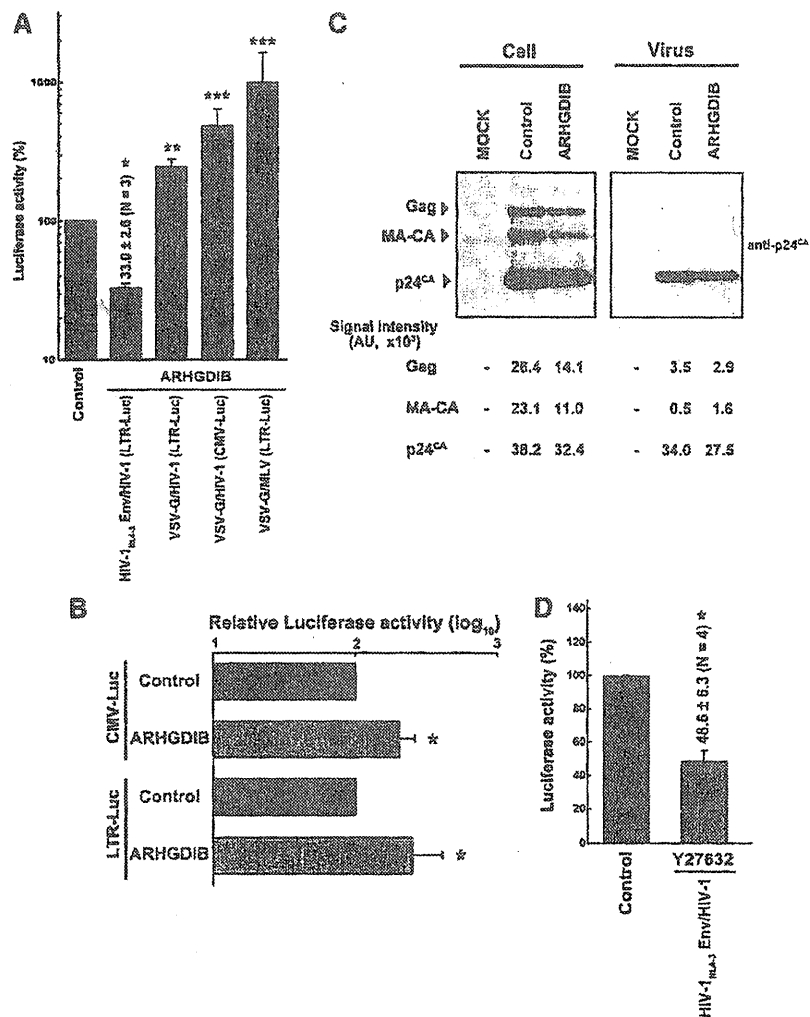 A
Luciferase activity (%)
1000
100
10
33.0 ± 2.6 (N = 3) *
**
***
***
Control
ARHGDIB
HIV-1NL4-3 Env/HIV-1 (LTR-Luc)
VSV-G/HIV-1 (LTR-Luc)
VSV-G/HIV-1 (CMV-Luc)
VSV-G/MLV (LTR-Luc)
C
Cell
Virus
MOCK
Control
ARHGDIB
MOCK
Control
ARHGDIB
Gag
MA-CA
p24CA
anti-p24CA
Signal intensity
Gag - 26.4 14.1 - 3.5 2.9
MA-CA - 23.1 11.0 - 0.5 1.6
p24CA - 38.2 32.4 - 34.0 27.5
B
Relative Luciferase activity (log10)
1 2 3
CMV-Luc
Control
ARHGDIB
*
LTR-Luc
Control
ARHGDIB
*
D
Luciferase activity (%)
140
120
100
80
60
40
20
0
48.6 ± 6.3 (N = 4) *
Control
Y27632
HIV-1NL4-3 Env/HIV-1